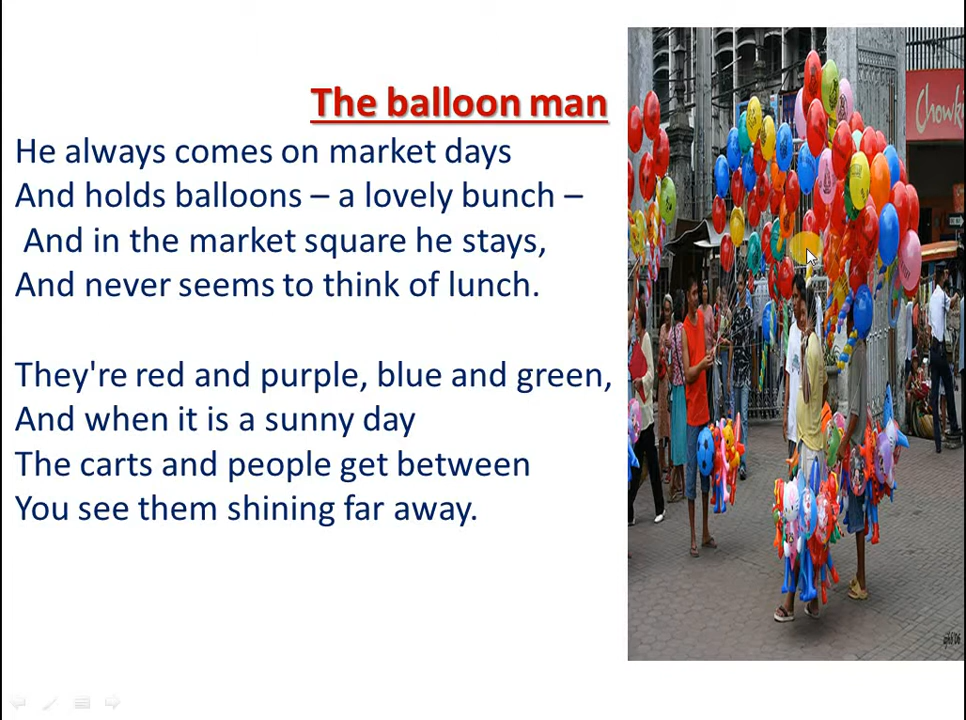 The balloon man
He always comes on market days
And holds balloons – a lovely bunch –
And in the market square he stays,
And never seems to think of lunch.
They're red and purple, blue and green,
And when it is a sunny day
The carts and people get between
You see them shining far away.